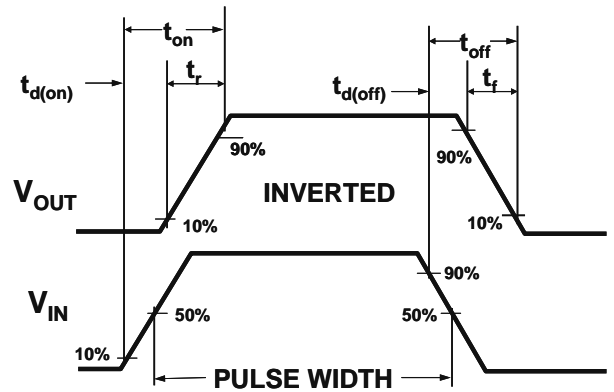 t_on
t_off
t_d(on)
t_r
t_d(off)
t_f
90%
90%
V_OUT
INVERTED
10%
10%
90%
V_IN
50%
50%
10%
PULSE WIDTH